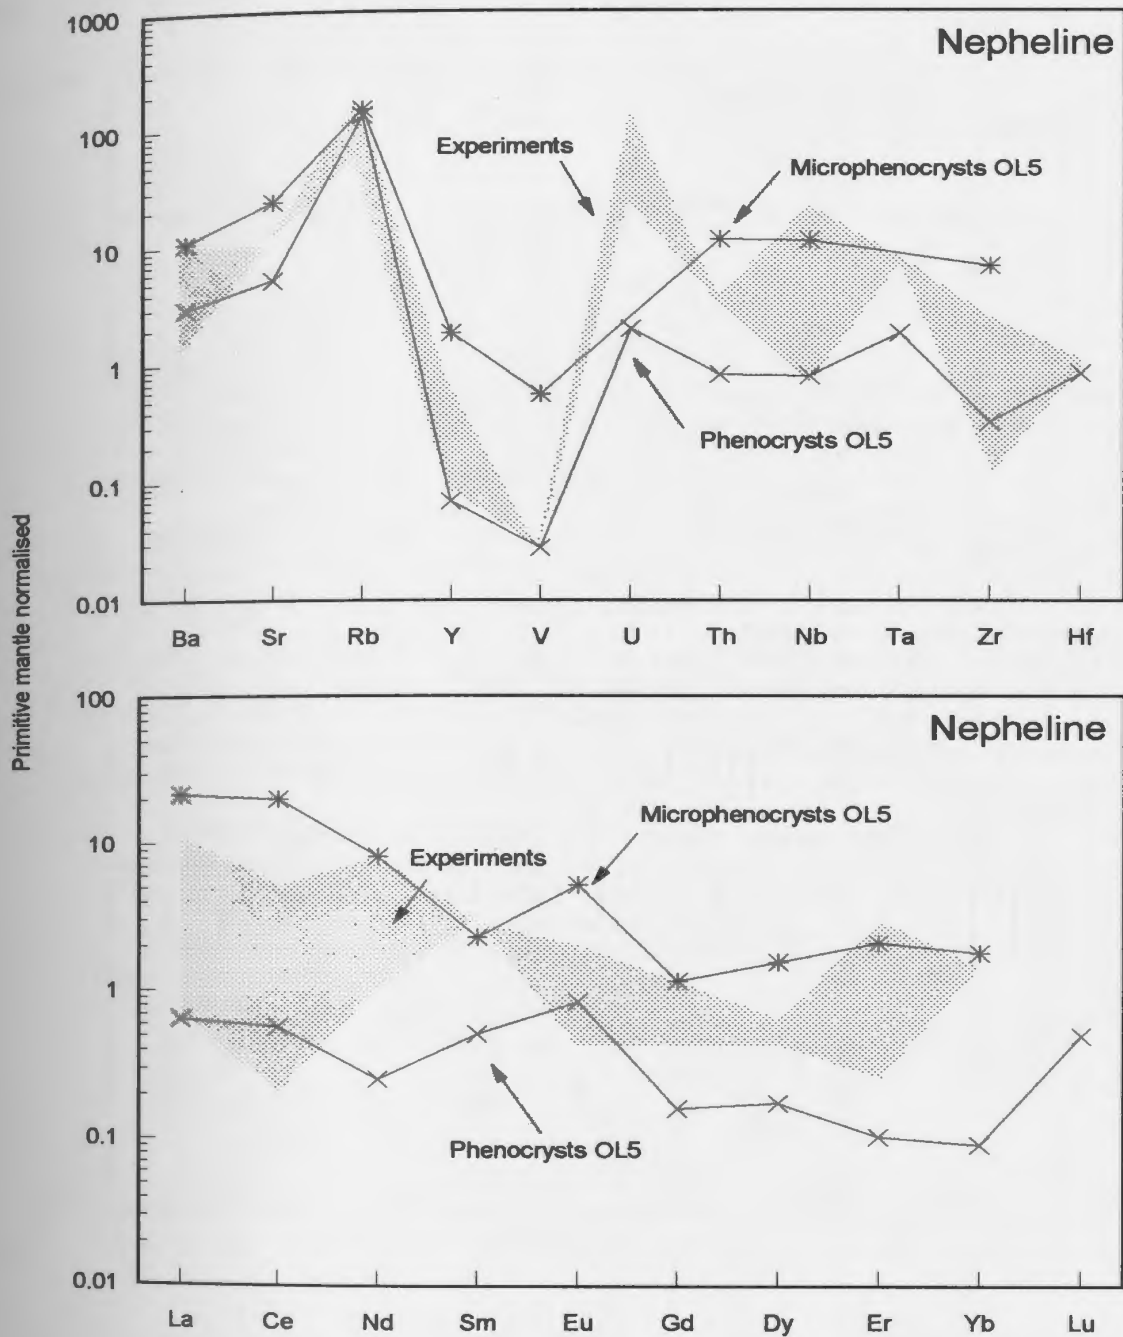 Primitive mantle normalised
Nepheline
1000
100
10
1
0.1
0.01
Experiments
Microphenocrysts OL5
Phenocrysts OL5
Ba Sr Rb Y V U Th Nb Ta Zr Hf
Nepheline
100
10
1
0.1
0.01
Microphenocrysts OL5
Experiments
Phenocrysts OL5
La Ce Nd Sm Eu Gd Dy Er Yb Lu